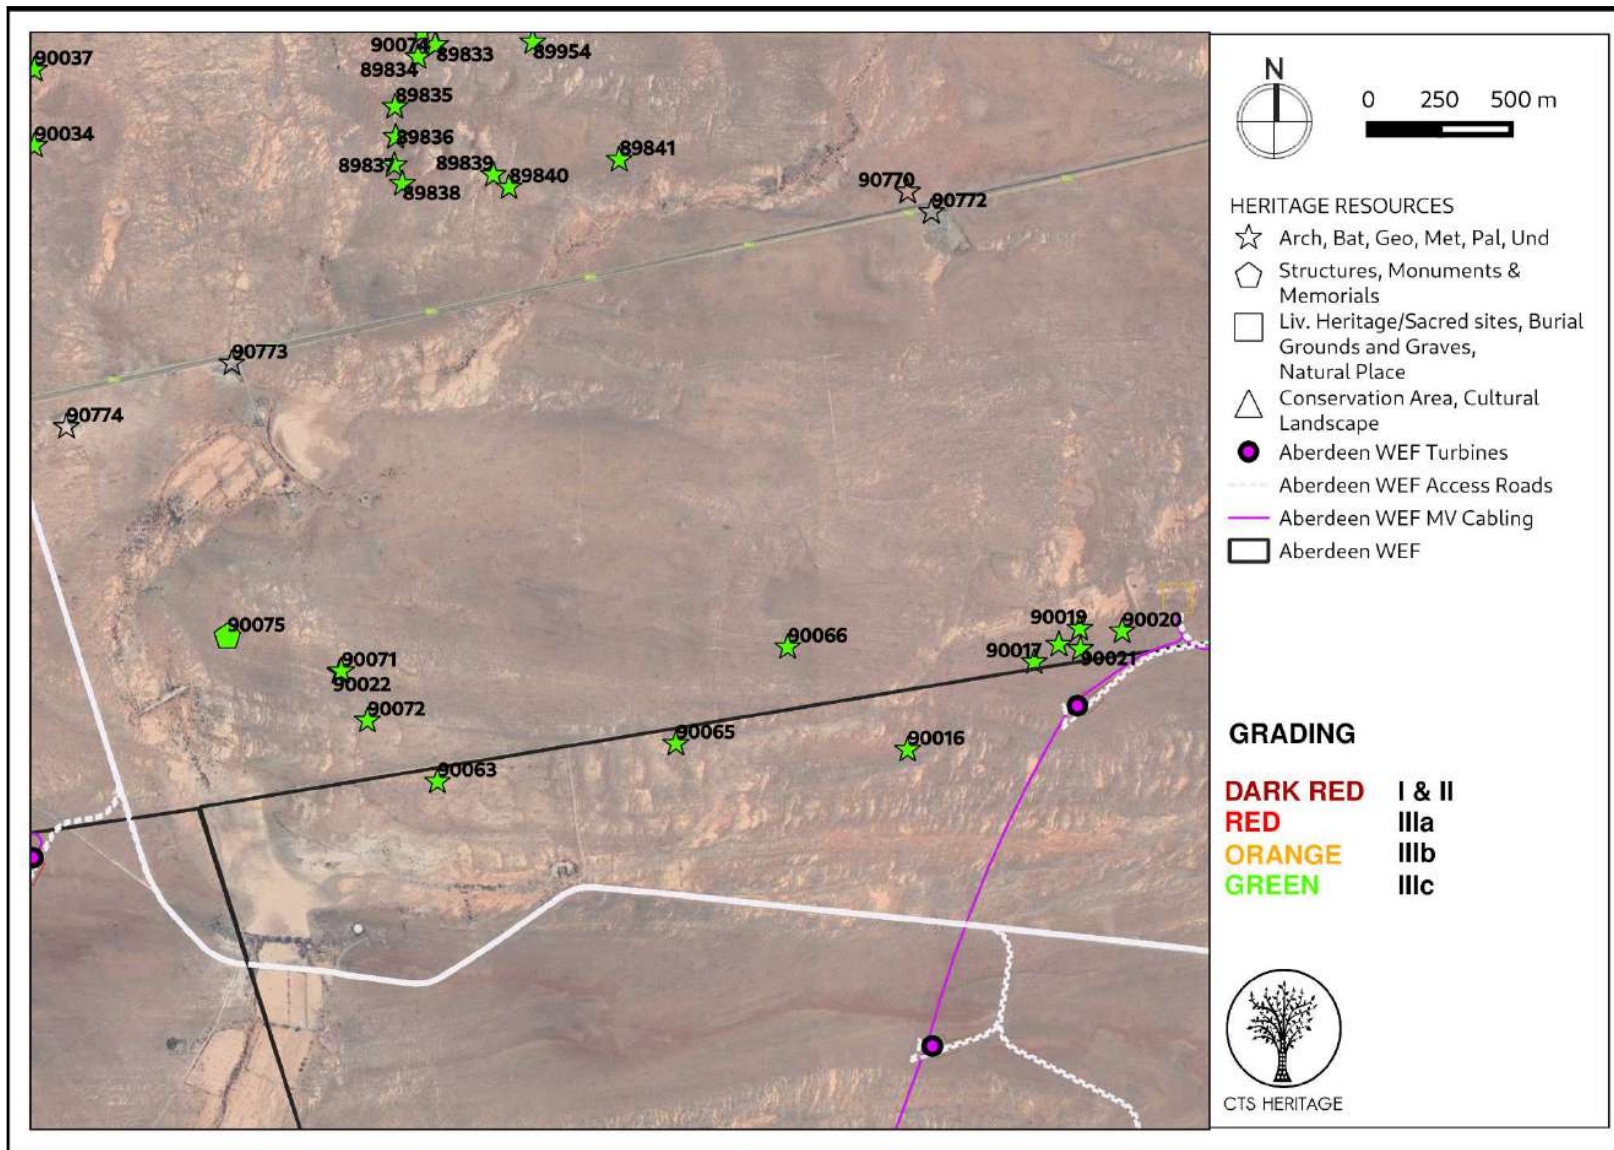 90037
90074
89833
89954
89834
89835
90034
89836
89841
89837
89839
89840
89838
90770
90772
90773
90774
90075
90071
90022
90072
90066
90019
90020
90017
90021
90065
90016
90063
N
0 250 500 m
HERITAGE RESOURCES
Arch, Bat, Geo, Met, Pal, Und
Structures, Monuments &
Memorials
Liv. Heritage/Sacred sites, Burial
Grounds and Graves,
Natural Place
Conservation Area, Cultural
Landscape
Aberdeen WEF Turbines
Aberdeen WEF Access Roads
Aberdeen WEF MV Cabling
Aberdeen WEF
GRADING
DARK RED I & II
RED IIIa
ORANGE IIIb
GREEN IIIc
CTS HERITAGE